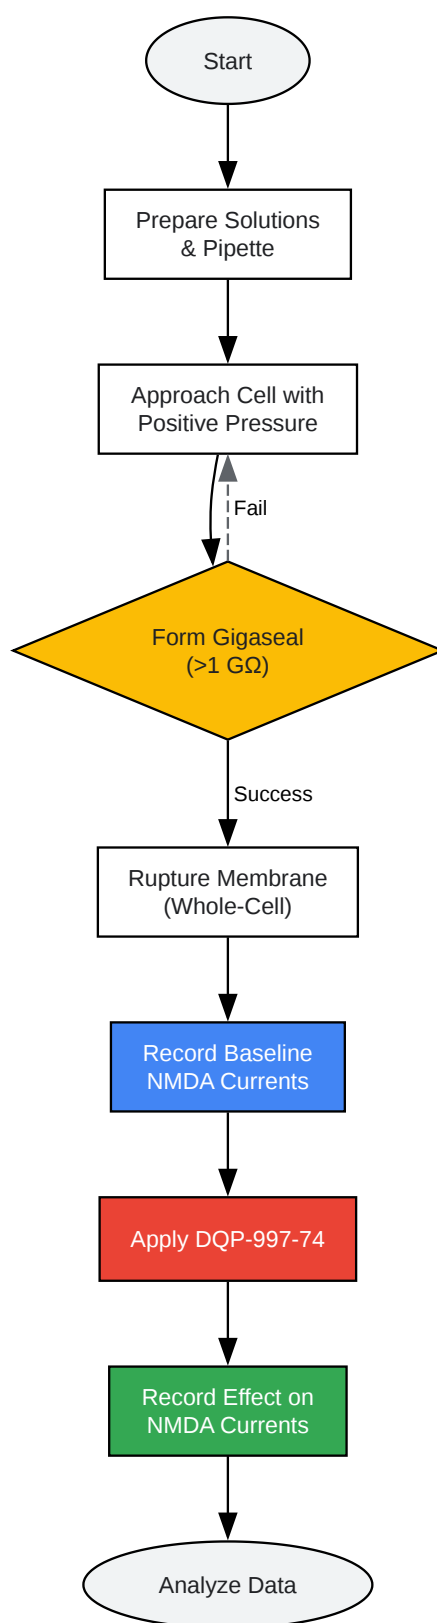 Start
Prepare Solutions
& Pipette
Approach Cell with
Positive Pressure
Fail
Form Gigaseal
(>1 GΩ)
Success
Rupture Membrane
(Whole-Cell)
Record Baseline
NMDA Currents
Apply DQP-997-74
Record Effect on
NMDA Currents
Analyze Data